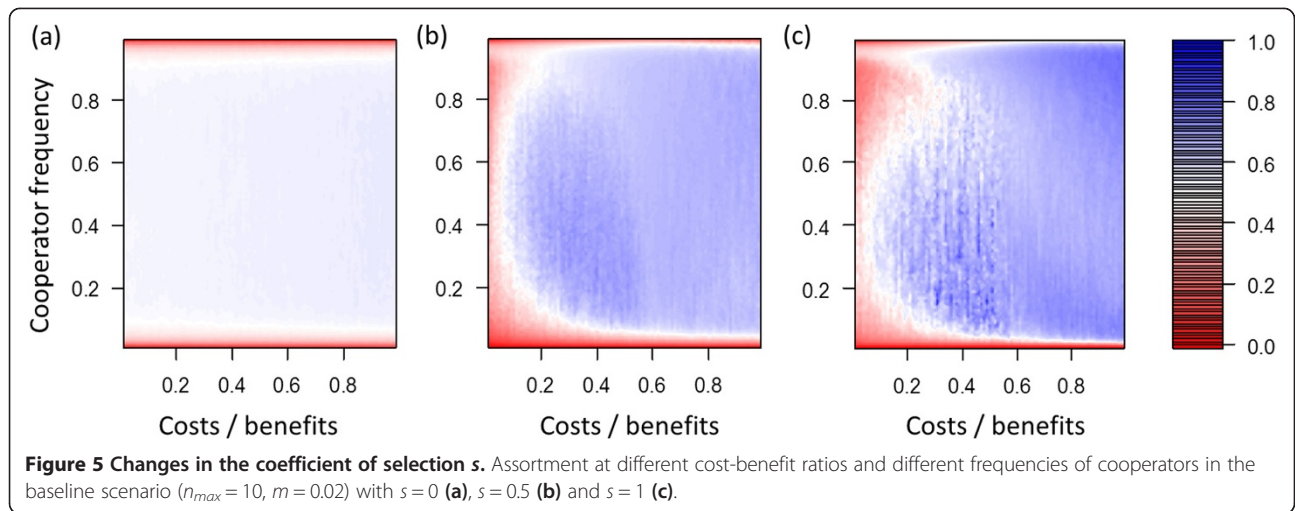 (a)
(b)
(c)
Cooperator frequency
0.8
0.6
0.4
0.2
0.2 0.4 0.6 0.8
Costs / benefits
0.8
0.6
0.4
0.2
0.2 0.4 0.6 0.8
Costs / benefits
0.8
0.6
0.4
0.2
0.2 0.4 0.6 0.8
Costs / benefits
1.0
0.8
0.6
0.4
0.2
0.0
Figure 5 Changes in the coefficient of selection s. Assortment at different cost-benefit ratios and different frequencies of cooperators in the
baseline scenario (nmax = 10, m = 0.02) with s = 0 (a), s = 0.5 (b) and s = 1 (c).